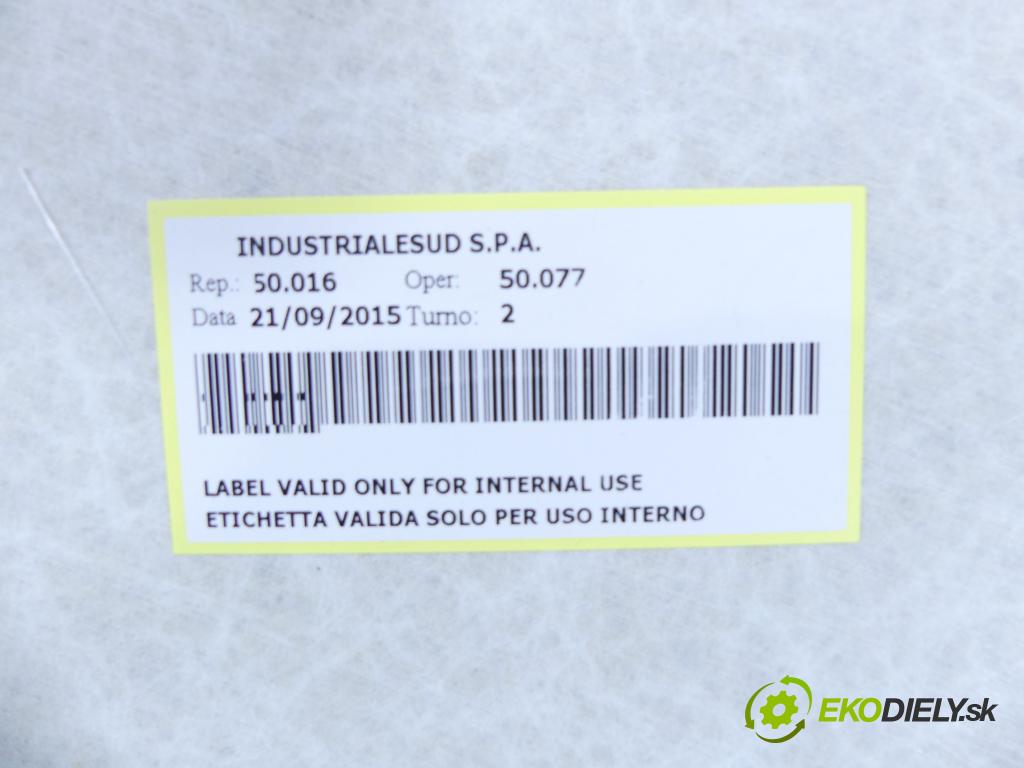 INDUSTRIALESUD S.P.A.
Rep.: 50.016 Oper: 50.077
Data 21/09/2015 Turno: 2
LABEL VALID ONLY FOR INTERNAL USE
ETICHETTA VALIDA SOLO PER USO INTERNO
EKODIELY.sk